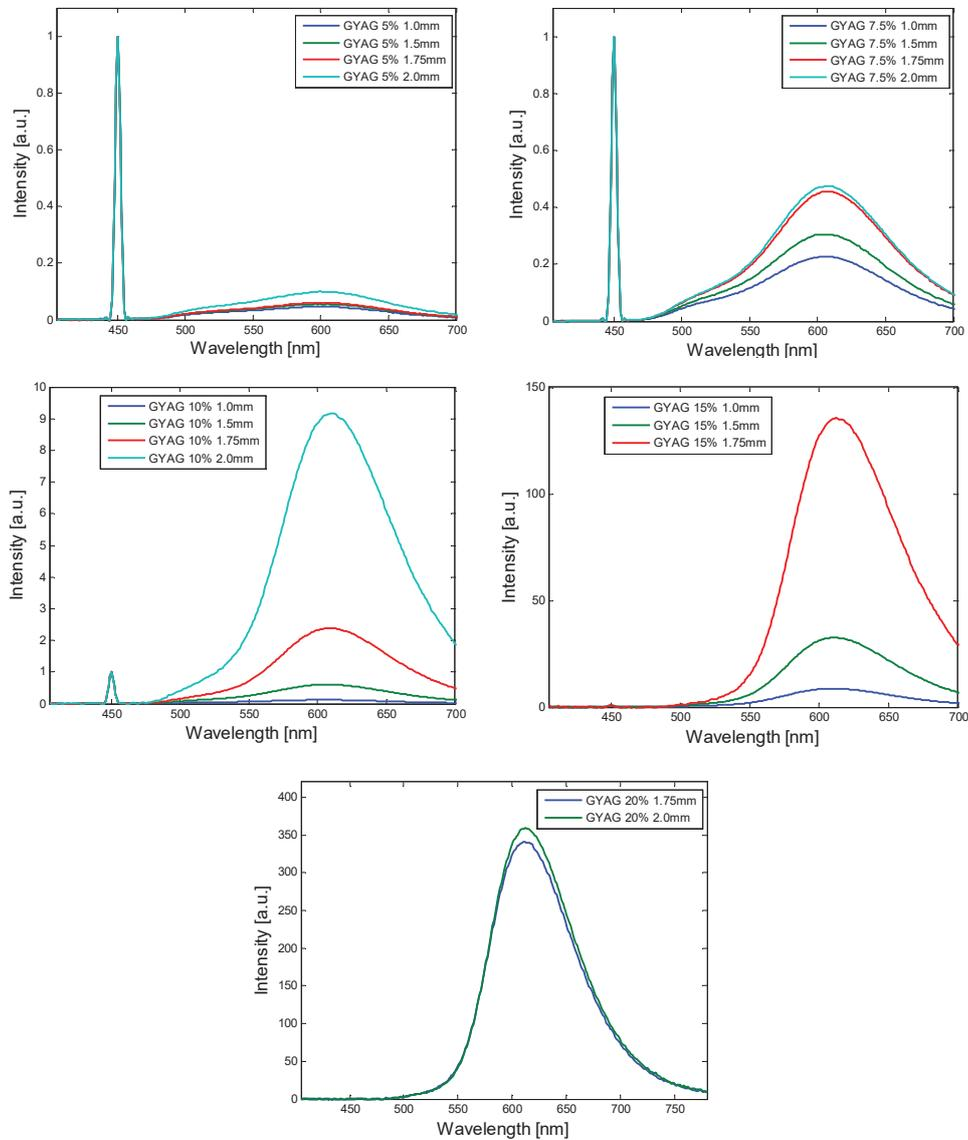 GYAG 5% 1.0mm
GYAG 5% 1.5mm
GYAG 5% 1.75mm
GYAG 5% 2.0mm
1
0.8
0.6
0.4
0.2
0
450
500
550
600
650
700
Intensity [a.u.]
Wavelength [nm]
GYAG 7.5% 1.0mm
GYAG 7.5% 1.5mm
GYAG 7.5% 1.75mm
GYAG 7.5% 2.0mm
1
0.8
0.6
0.4
0.2
0
450
500
550
600
650
700
Intensity [a.u.]
Wavelength [nm]
GYAG 10% 1.0mm
GYAG 10% 1.5mm
GYAG 10% 1.75mm
GYAG 10% 2.0mm
10
9
8
7
6
5
4
3
2
1
0
450
500
550
600
650
700
Intensity [a.u.]
Wavelength [nm]
GYAG 15% 1.0mm
GYAG 15% 1.5mm
GYAG 15% 1.75mm
150
100
50
0
450
500
550
600
650
700
Intensity [a.u.]
Wavelength [nm]
GYAG 20% 1.75mm
GYAG 20% 2.0mm
400
350
300
250
200
150
100
50
0
450
500
550
600
650
700
750
Intensity [a.u.]
Wavelength [nm]